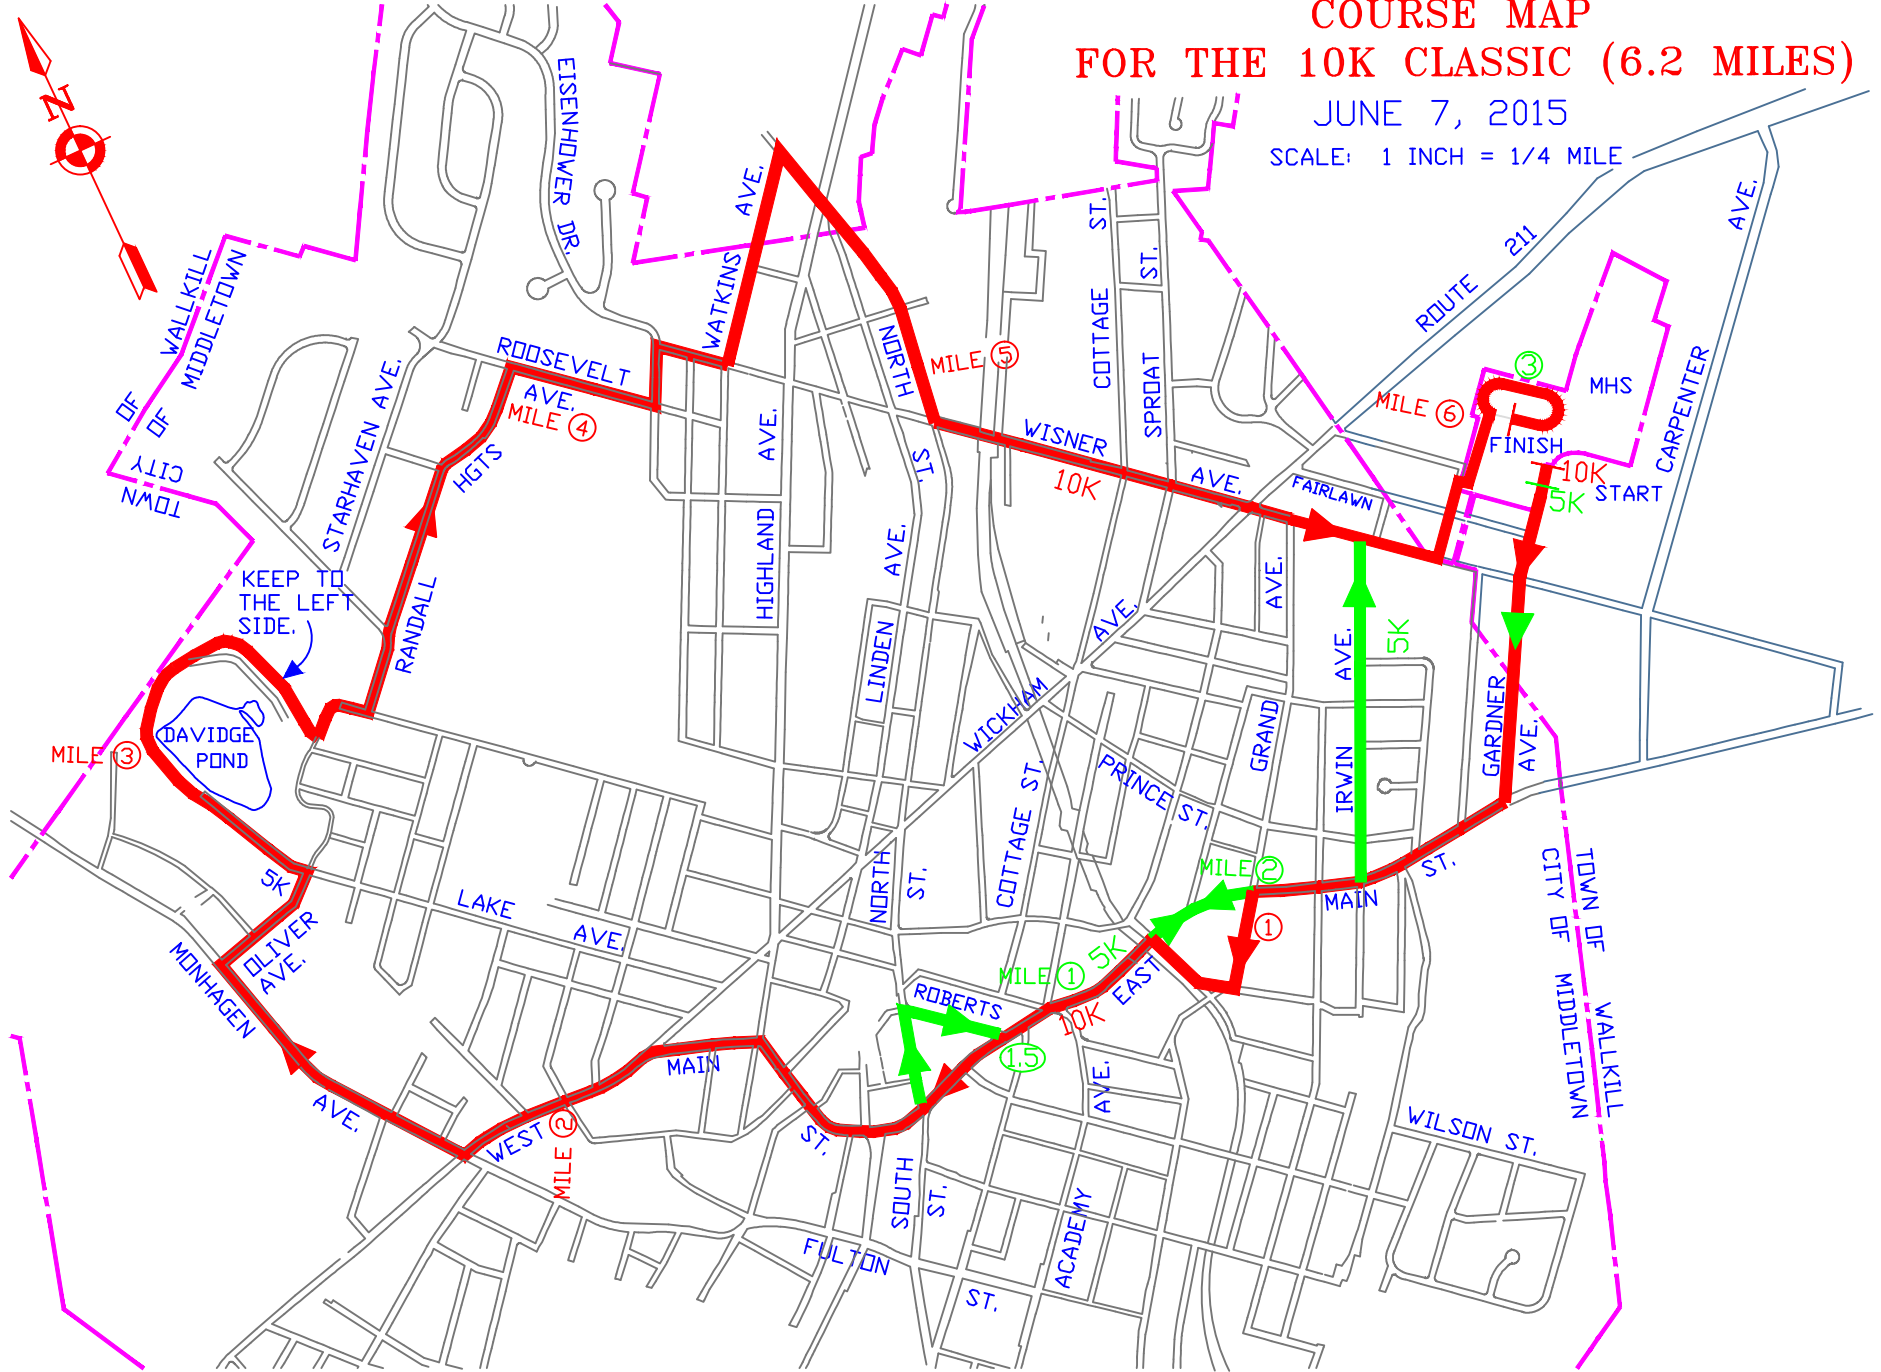 COURSE MAP
FOR THE 10K CLASSIC (6.2 MILES)
JUNE 7, 2015
SCALE: 1 INCH = 1/4 MILE
N
EISENHOWER DR.
WATKINS AVE.
COTTAGE ST.
SPROAT ST.
ROUTE 211
CARPENTER AVE.
MHS
TOWN OF WALLKILL
CITY OF MIDDLETOWN
STARHAVEN AVE.
ROOSEVELT
AVE.
MILE 4
HGTS
RANDALL
HIGHLAND AVE.
NORTH ST.
MILE 5
WISNER AVE.
10K
FAIRLAWN
MILE 6
3
FINISH
10K
5K
START
KEEP TO
THE LEFT
SIDE.
DAVIDGE
POND
MILE 3
LINDEN AVE.
WICKHAM AVE.
GRAND AVE.
IRWIN AVE.
5K
GARDNER AVE.
PRINCE ST.
COTTAGE ST.
NORTH ST.
LAKE AVE.
5K
OLIVER
AVE.
MONHAGEN AVE.
MILE 2
1
MAIN ST.
MILE 1
5K
EAST
10K
ROBERTS
1.5
WEST MAIN ST.
MILE 2
SOUTH ST.
FULTON ST.
ACADEMY AVE.
WILSON ST.
TOWN OF WALLKILL
CITY OF MIDDLETOWN